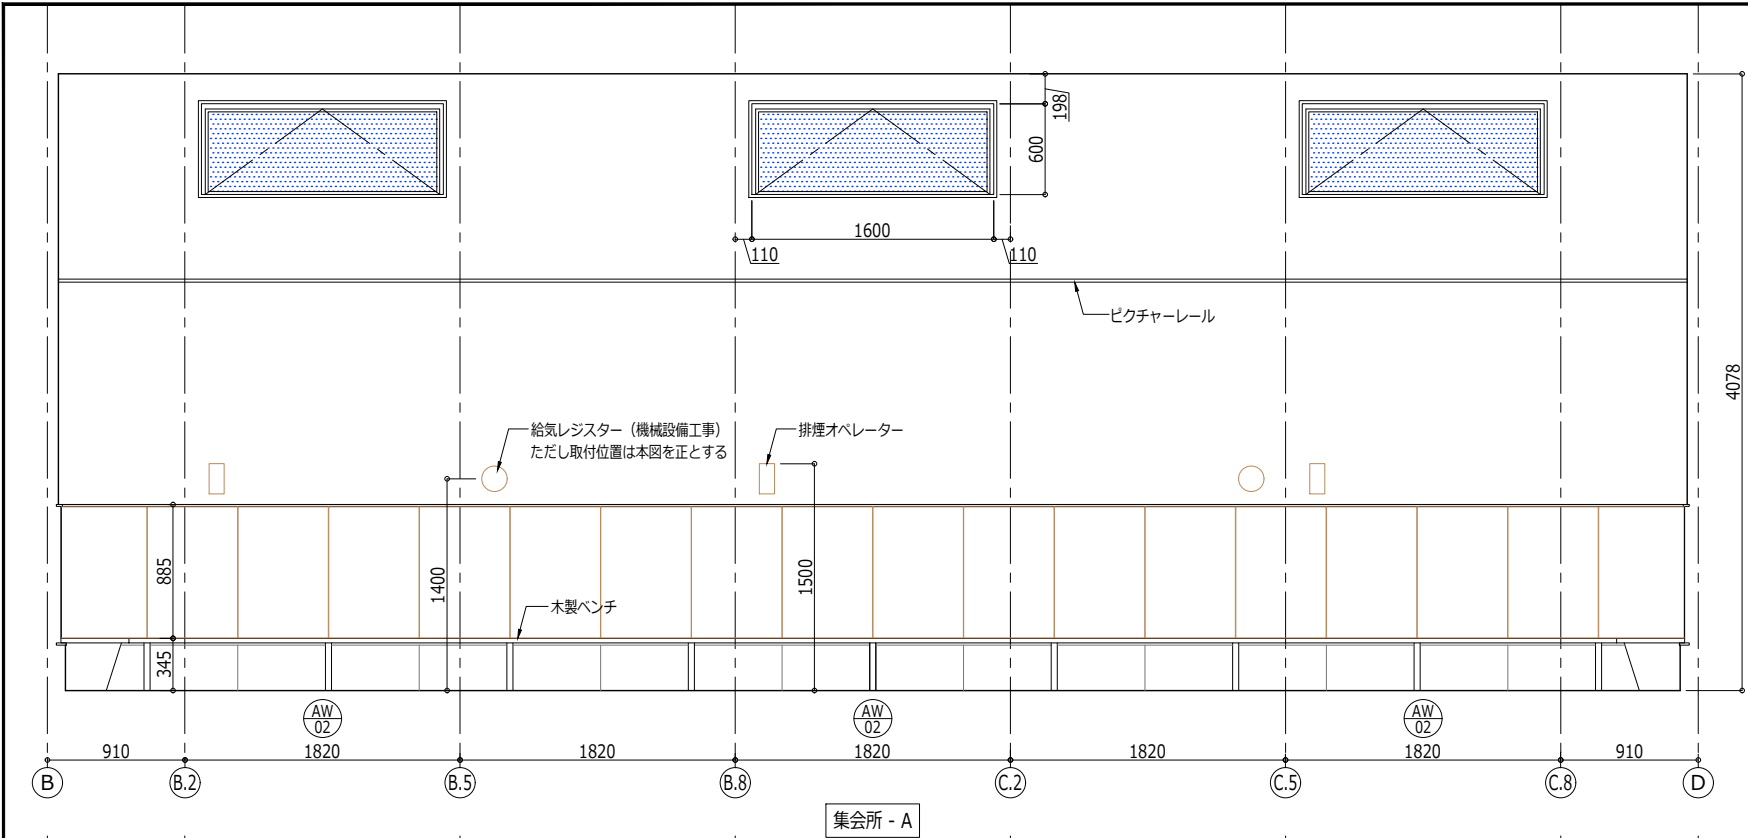 198
600
1600
110
110
ピクチャーレール
4078
給気レジスター（機械設備工事）
ただし取付位置は本図を正とする
排煙オペレーター
885
1400
1500
木製ベンチ
345
AW
02
AW
02
AW
02
910
1820
1820
1820
1820
1820
910
B
B.2
B.5
B.8
C.2
C.5
C.8
D
集会所 - A